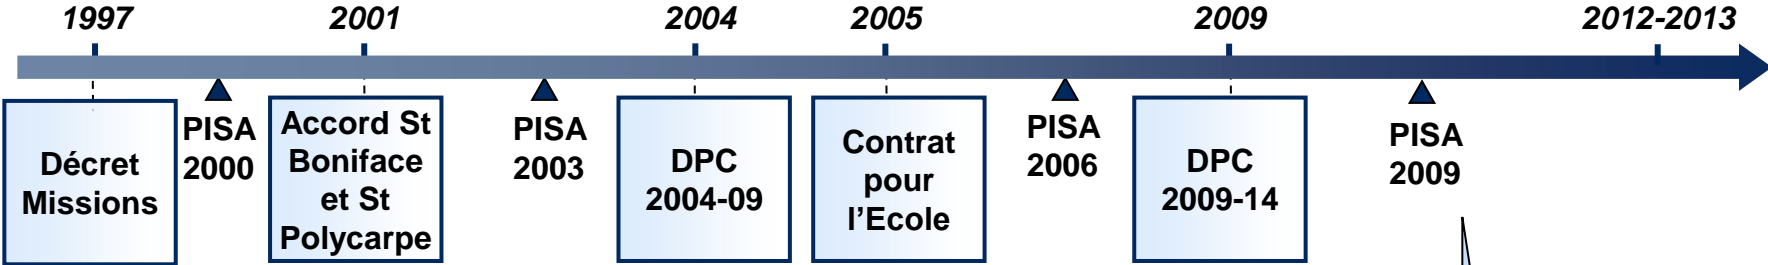 1997
2001
2004
2005
2009
2012-2013
Décret
Missions
PISA
2000
Accord St
Boniface
et St
Polycarpe
PISA
2003
DPC
2004-09
Contrat
pour
l’Ecole
PISA
2006
DPC
2009-14
PISA
2009